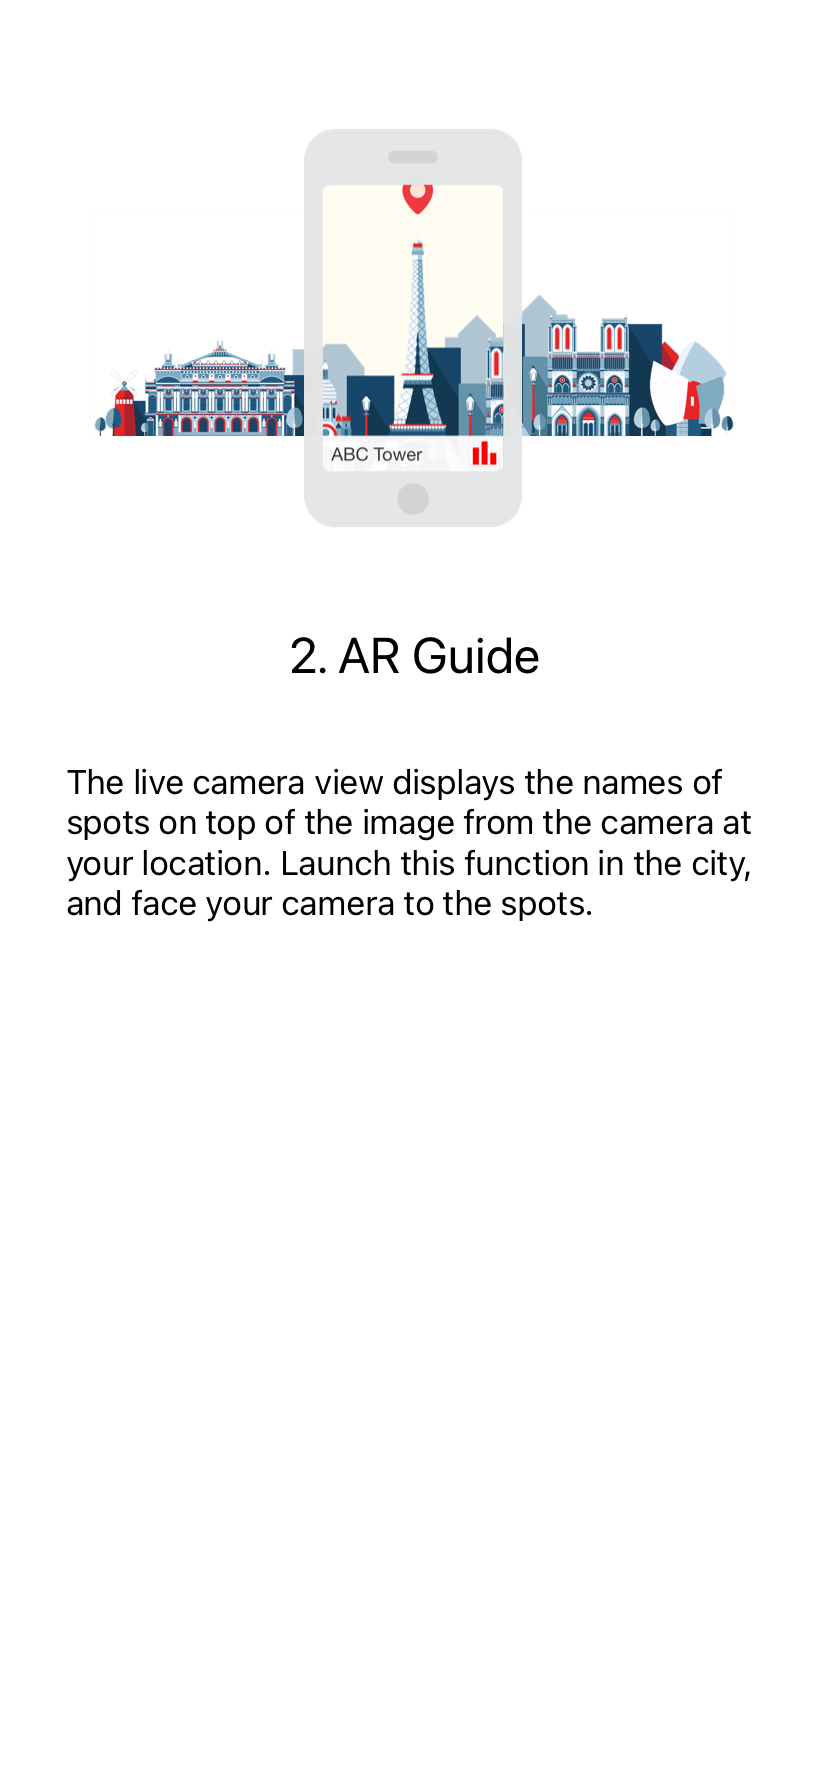 ABC Tower
2. AR Guide
The live camera view displays the names of
spots on top of the image from the camera at
your location. Launch this function in the city,
and face your camera to the spots.